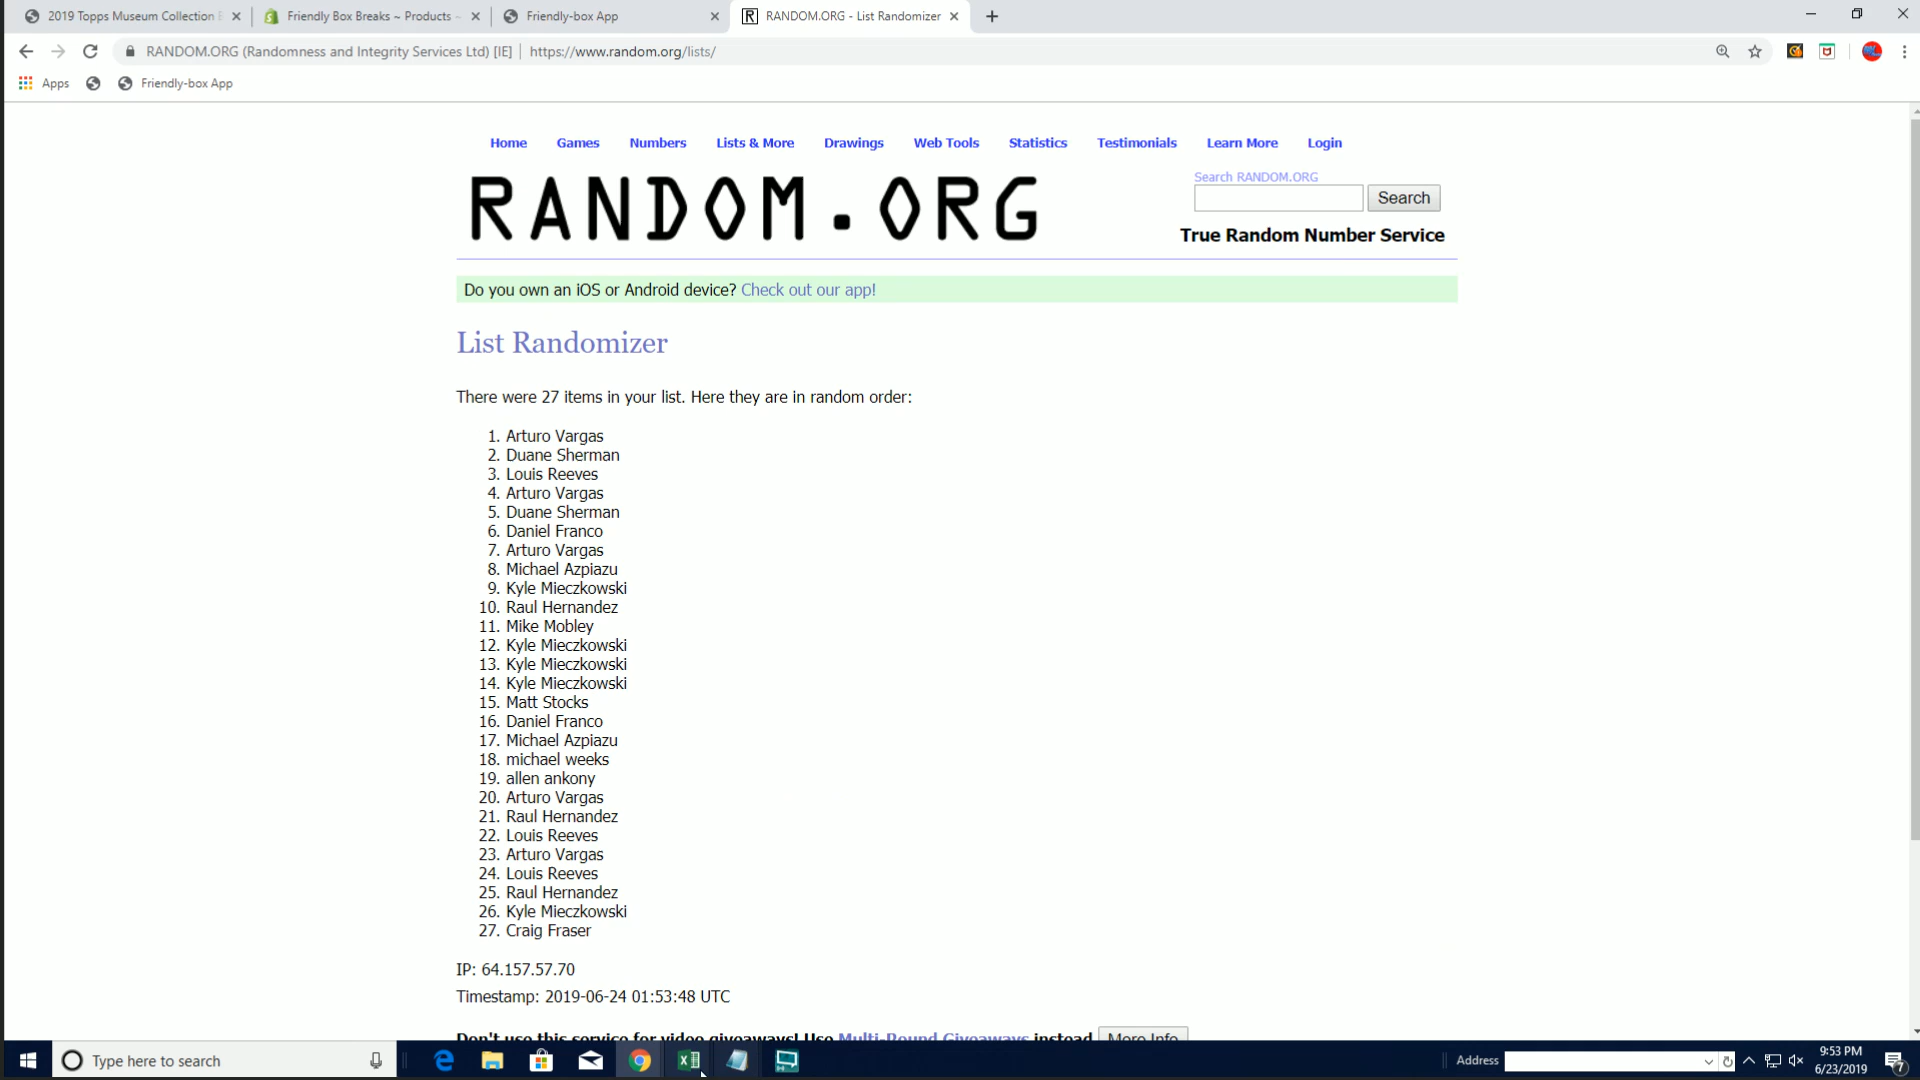 2019 Topps Museum Collection
Friendly Box Breaks ~ Products
Friendly-box App
RANDOM.ORG - List Randomizer
RANDOM.ORG (Randomness and Integrity Services Ltd) [IE] | https://www.random.org/lists/
Apps
Friendly-box App
Home Games Numbers Lists & More Drawings Web Tools Statistics Testimonials Learn More Login
RANDOM.ORG
Search RANDOM.ORG
Search
True Random Number Service
Do you own an iOS or Android device? Check out our app!
List Randomizer
There were 27 items in your list. Here they are in random order:
1. Arturo Vargas
2. Duane Sherman
3. Louis Reeves
4. Arturo Vargas
5. Duane Sherman
6. Daniel Franco
7. Arturo Vargas
8. Michael Azpiazu
9. Kyle Mieczkowski
10. Raul Hernandez
11. Mike Mobley
12. Kyle Mieczkowski
13. Kyle Mieczkowski
14. Kyle Mieczkowski
15. Matt Stocks
16. Daniel Franco
17. Michael Azpiazu
18. michael weeks
19. allen ankony
20. Arturo Vargas
21. Raul Hernandez
22. Louis Reeves
23. Arturo Vargas
24. Louis Reeves
25. Raul Hernandez
26. Kyle Mieczkowski
27. Craig Fraser
IP: 64.157.57.70
Timestamp: 2019-06-24 01:53:48 UTC
Don't use this service for video giveaways! Use Multi-Round Giveaways instead More Info
Type here to search
Address
9:53 PM
6/23/2019
7